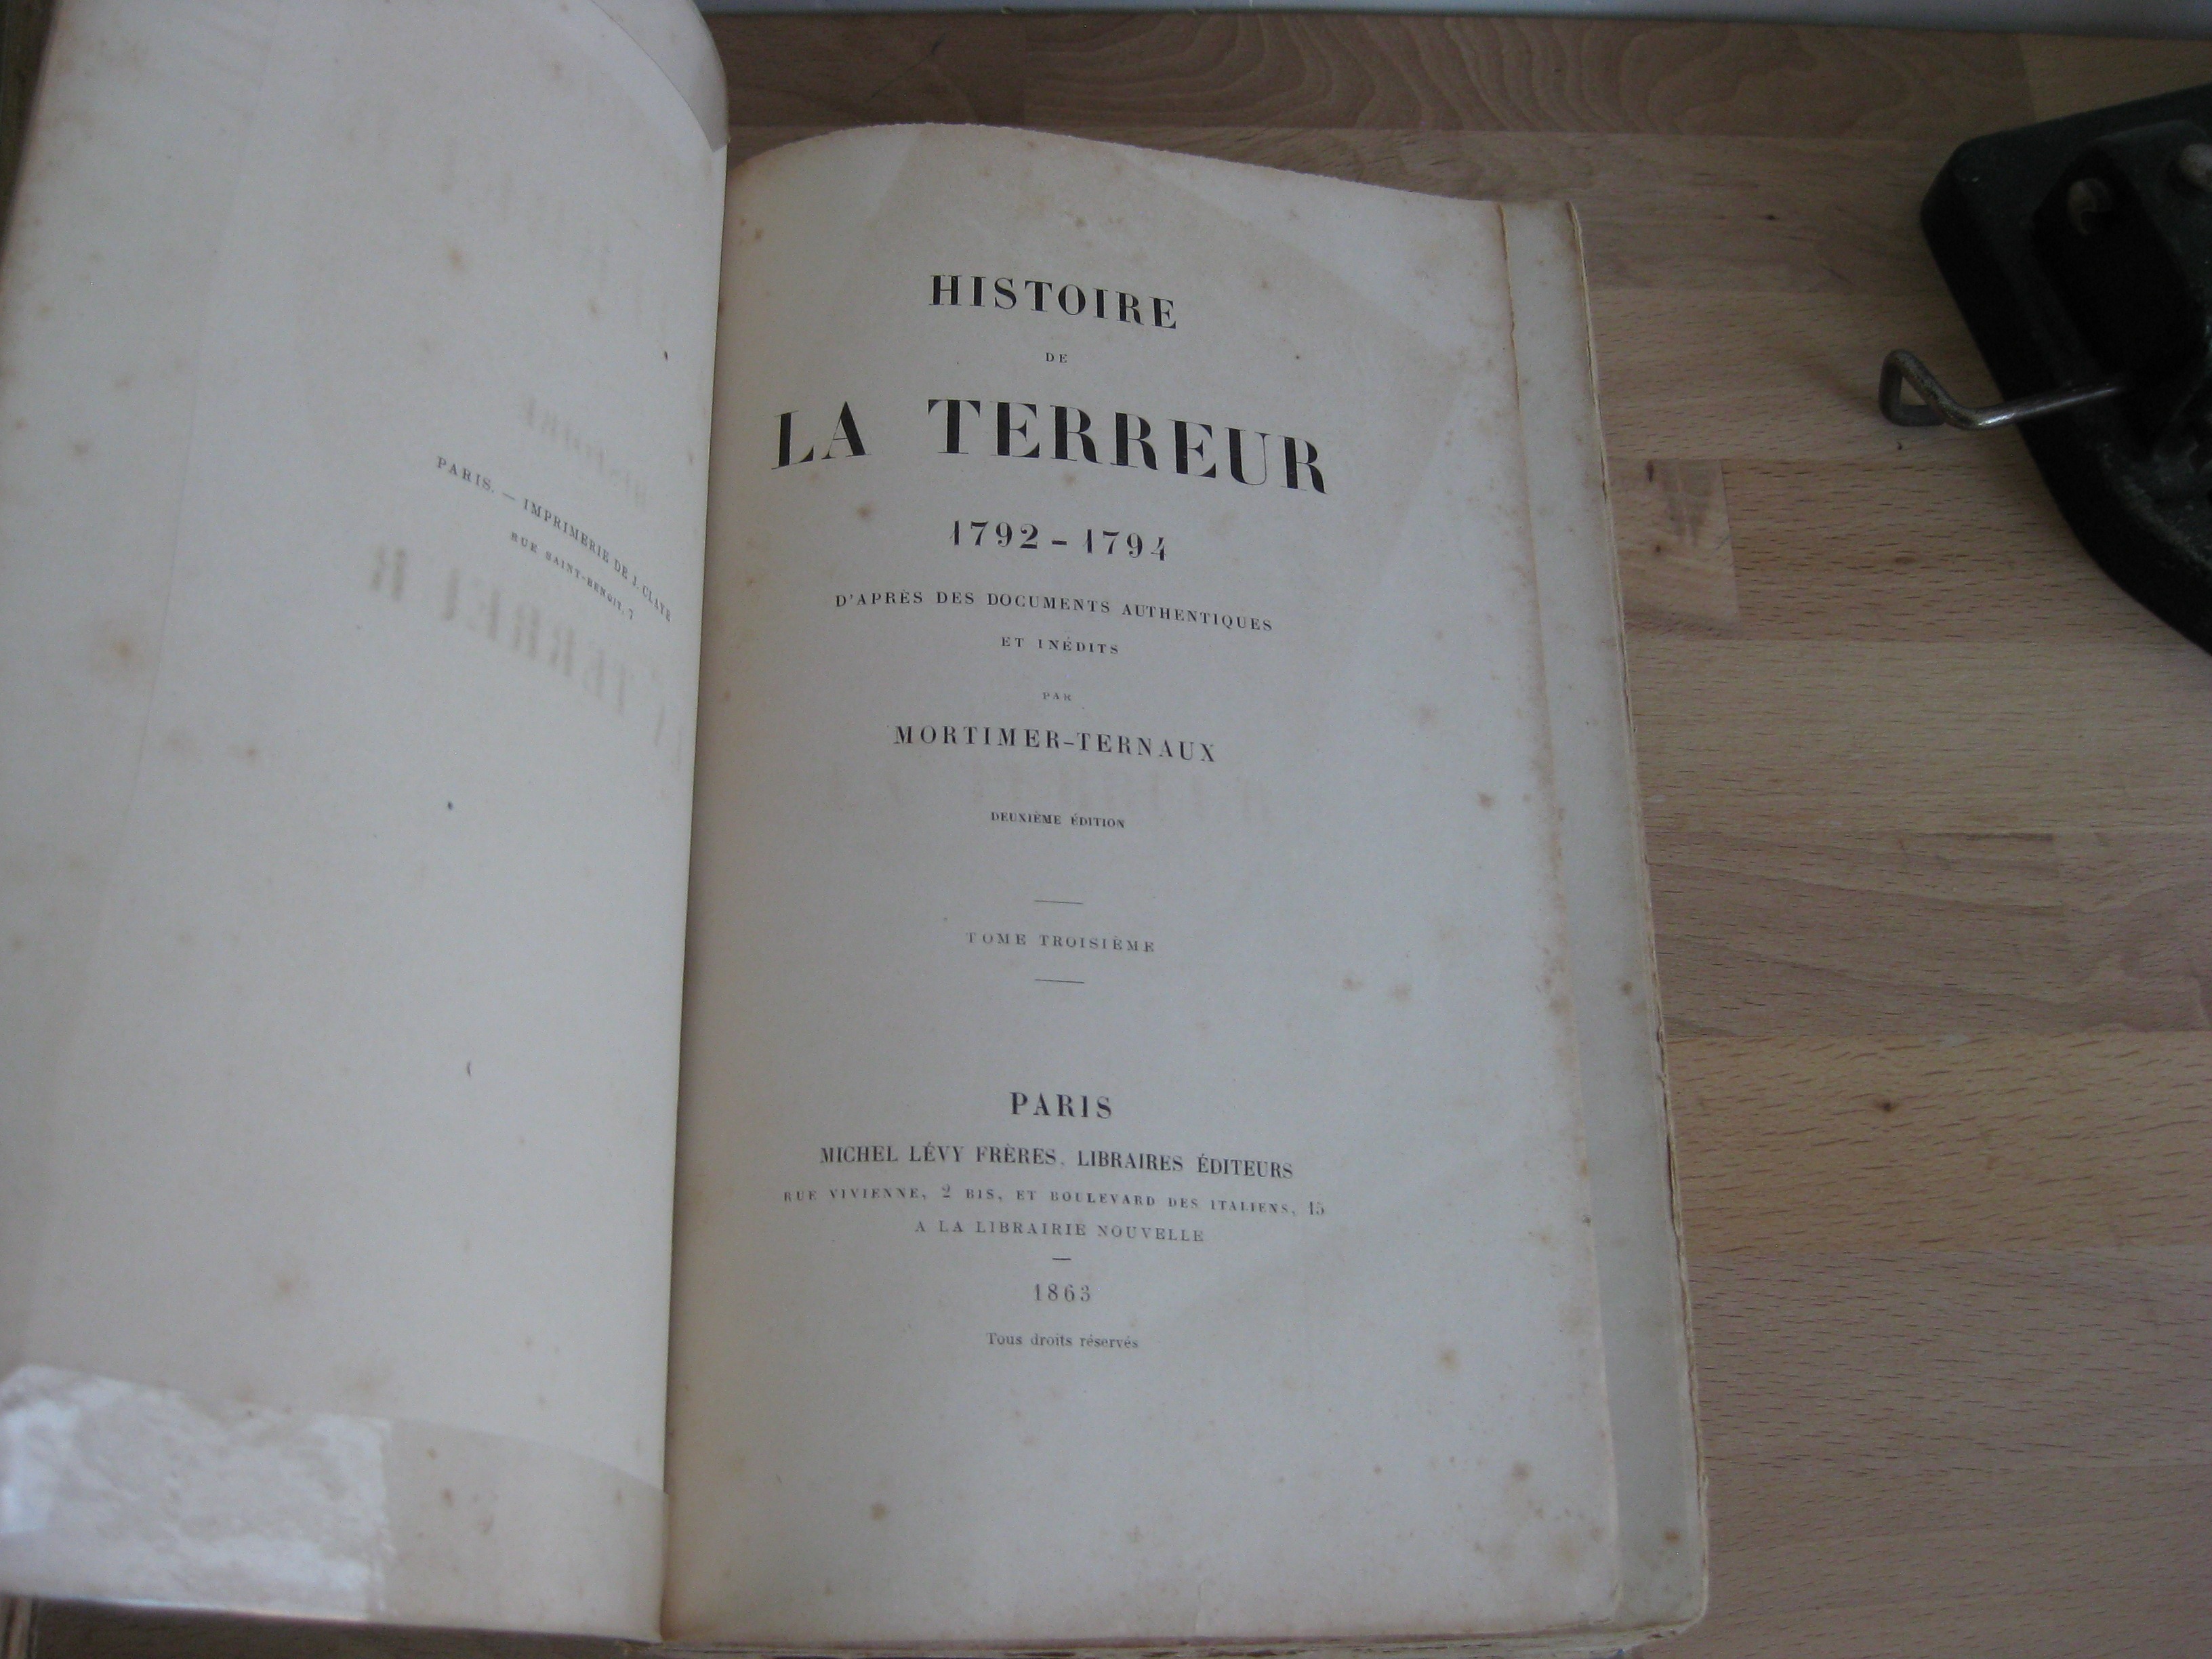 PARIS. — IMPRIMERIE DE J. CLAYE
RUE SAINT-BENOIT, 7
HISTOIRE
DE
LA TERREUR
1792-1794
D'APRÈS DES DOCUMENTS AUTHENTIQUES
ET INÉDITS
PAR
MORTIMER-TERNAUX
DEUXIÈME ÉDITION
TOME TROISIÈME
PARIS
MICHEL LÉVY FRÈRES, LIBRAIRES ÉDITEURS
RUE VIVIENNE, 2 BIS, ET BOULEVARD DES ITALIENS, 15
A LA LIBRAIRIE NOUVELLE
1863
Tous droits réservés